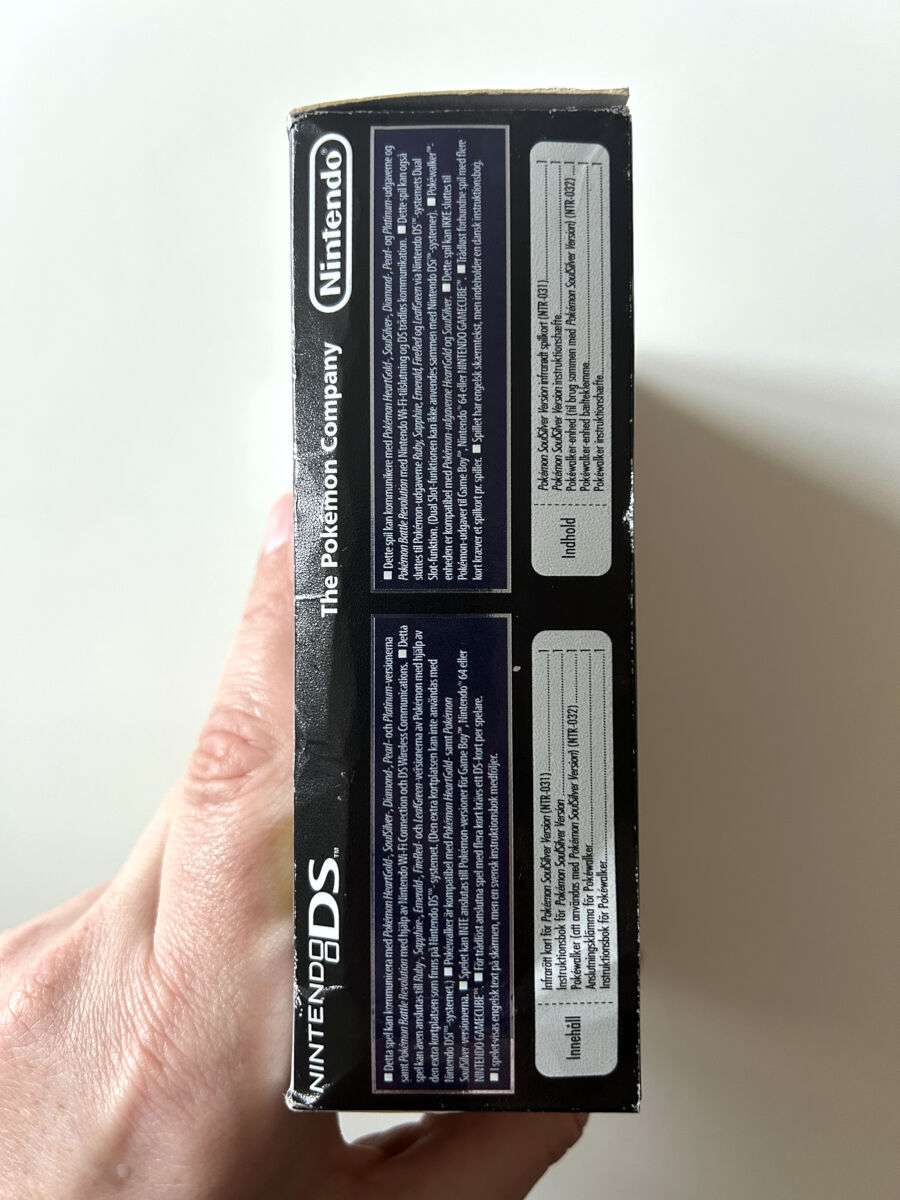 NINTENDO DS™
The Pokémon Company
Nintendo®
■ Detta spel kan kommunicera med Pokémon HeartGold-, SoulSilver-, Diamond-, Pearl- och Platinum-versionerna
samt Pokémon Battle Revolution med hjälp av Nintendo Wi-Fi Connection och DS Wireless Communications. ■ Detta
spel kan även anslutas till Ruby-, Sapphire-, Emerald-, FireRed- och LeafGreen-versionerna av Pokémon med hjälp av
den extra kortplatsen som finns på Nintendo DS™-systemet. (Den extra kortplatsen kan inte användas med
Nintendo DSi™-systemet.) ■ Pokéwalker är kompatibel med Pokémon HeartGold- samt Pokémon
SoulSilver-versionerna. ■ Spelet kan INTE anslutas till Pokémon-versioner för Game Boy™, Nintendo™ 64 eller
NINTENDO GAMECUBE™. ■ För trådlöst anslutna spel med flera kort krävs ett DS-kort per spelare.
■ I spelet visas engelsk text på skärmen, men en svensk instruktionsbok medföljer.
Innehåll
Infrarött kort för Pokémon SoulSilver Version (NTR-031)
Instruktionsbok för Pokémon SoulSilver Version
Pokéwalker (att användas med Pokémon SoulSilver Version) (NTR-032)
Anslutningsklämma för Pokéwalker
Instruktionsbok för Pokéwalker
■ Dette spil kan kommunikere med Pokémon HeartGold-, SoulSilver-, Diamond-, Pearl- og Platinum-udgaverne og
Pokémon Battle Revolution med Nintendo Wi-Fi-tilslutning og DS trådløs kommunikation. ■ Dette spil kan også
sluttes til Pokémon-udgaverne Ruby, Sapphire, Emerald, FireRed og LeafGreen via Nintendo DS™-systemets Dual
Slot-funktion. (Dual Slot-funktionen kan ikke anvendes sammen med Nintendo DSi™-systemer). ■ Pokéwalker™-
enheden er kompatibel med Pokémon-udgaverne HeartGold og SoulSilver. ■ Dette spil kan IKKE sluttes til
Pokémon-udgaver til Game Boy™, Nintendo™ 64 eller NINTENDO GAMECUBE™. ■ Trådløst forbundne spil med flere
kort kræver et spilkort pr. spiller. ■ Spillet har engelsk skærmtekst, men indeholder en dansk instruktionsbog.
Indhold
Pokémon SoulSilver Version infrarødt spilkort (NTR-031)
Pokémon SoulSilver Version instruktionshæfte
Pokéwalker-enhed (til brug sammen med Pokémon SoulSilver Version) (NTR-032)
Pokéwalker-enhed bælteklemme
Pokéwalker instruktionshæfte